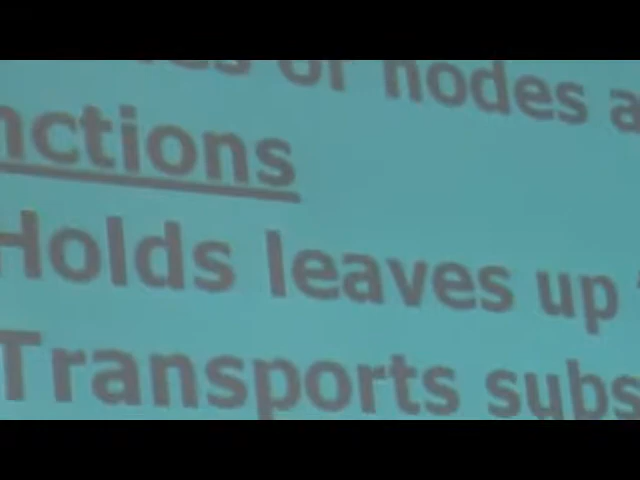 of nodes
nctions
Holds leaves up
Transports subs